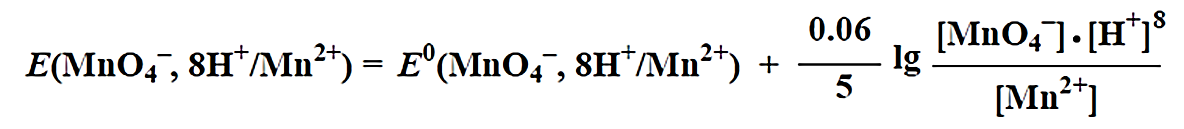 E(MnO₄⁻, 8H⁺/Mn²⁺) = E⁰(MnO₄⁻, 8H⁺/Mn²⁺) + 0.06/5 lg [MnO₄⁻]·[H⁺]⁸/[Mn²⁺]